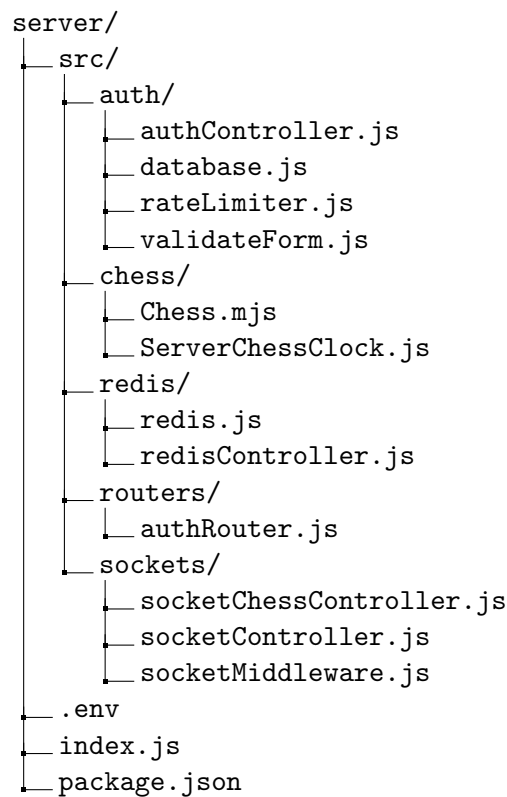 server/
src/
auth/
authController.js
database.js
rateLimiter.js
validateForm.js
chess/
Chess.mjs
ServerChessClock.js
redis/
redis.js
redisController.js
routers/
authRouter.js
sockets/
socketChessController.js
socketController.js
socketMiddleware.js
.env
index.js
package.json